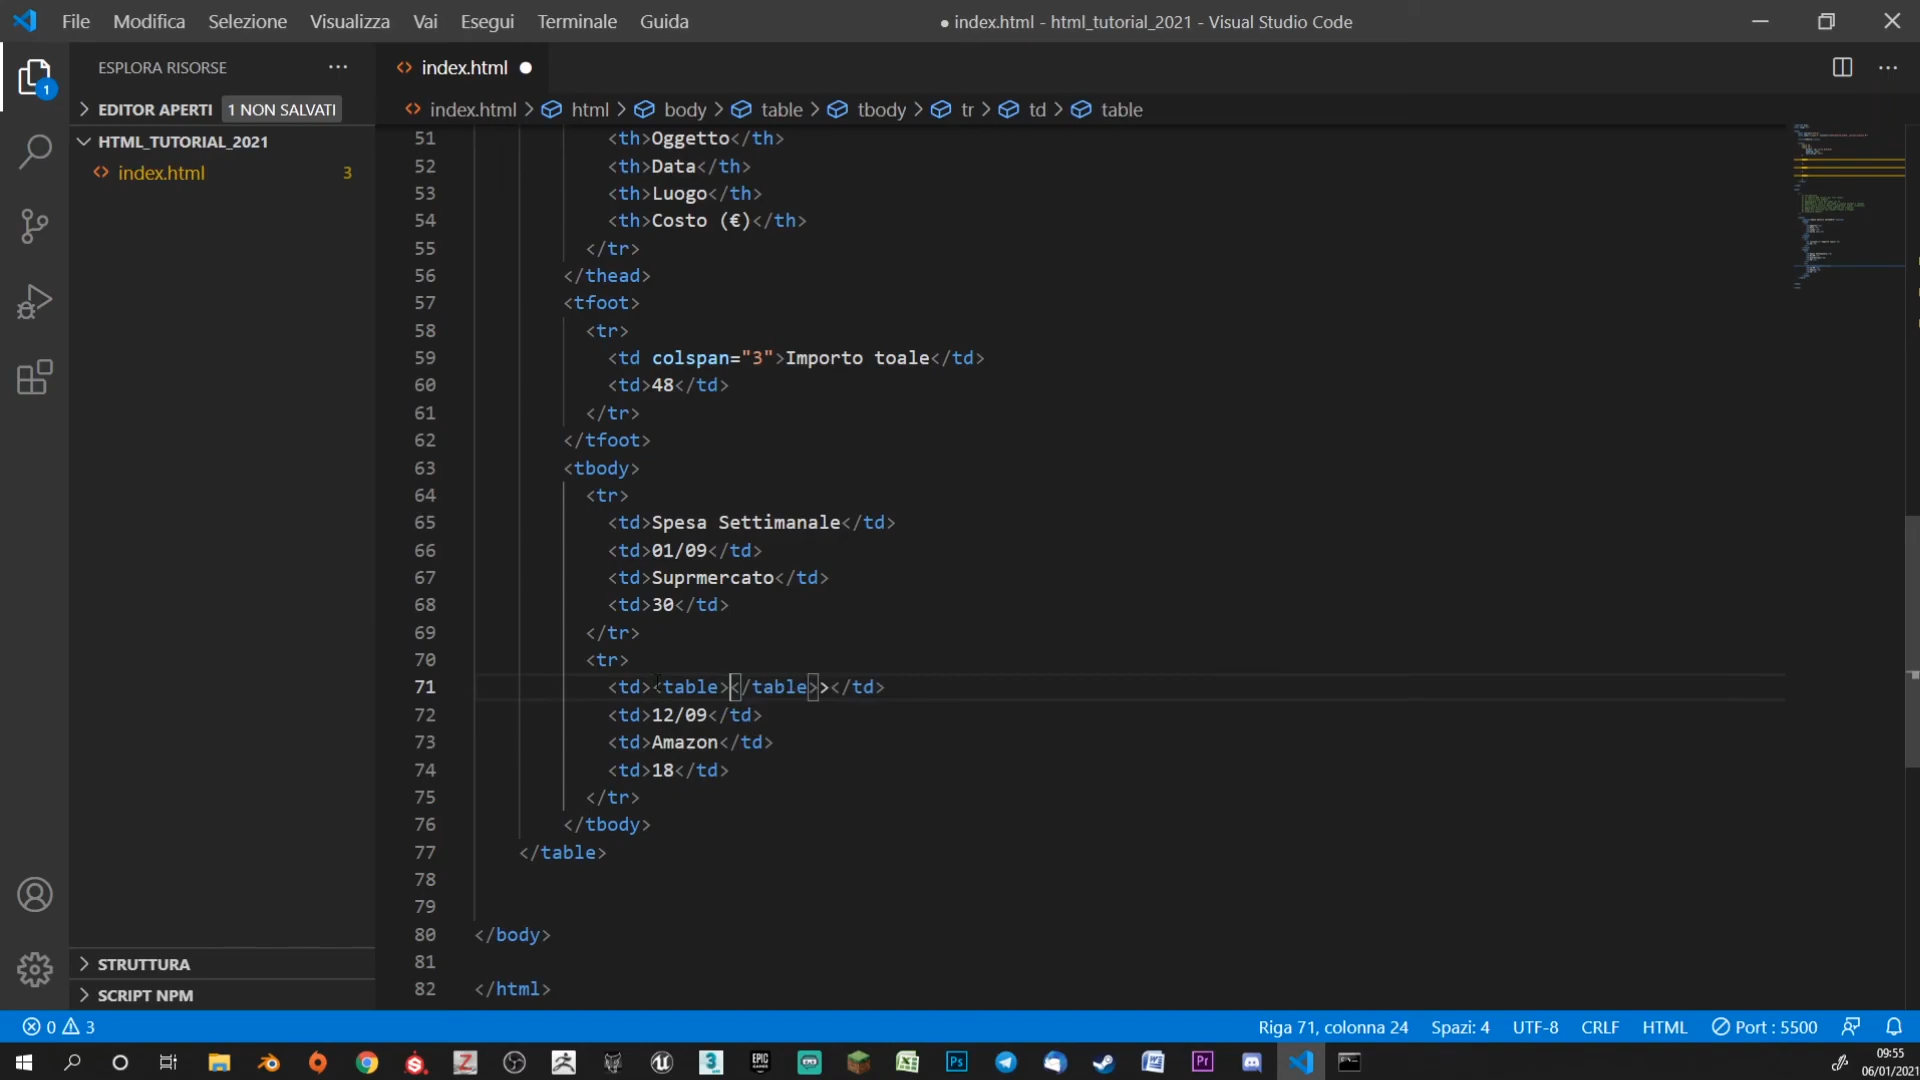 File Modifica Selezione Visualizza Vai Esegui Terminale Guida
● index.html - html_tutorial_2021 - Visual Studio Code
ESPLORA RISORSE
1
EDITOR APERTI 1 NON SALVATI
HTML_TUTORIAL_2021
index.html 3
STRUTTURA
SCRIPT NPM
index.html
index.html > html > body > table > tbody > tr > td > table
51 <th>Oggetto</th>
52 <th>Data</th>
53 <th>Luogo</th>
54 <th>Costo (€)</th>
55 </tr>
56 </thead>
57 <tfoot>
58 <tr>
59 <td colspan="3">Importo toale</td>
60 <td>48</td>
61 </tr>
62 </tfoot>
63 <tbody>
64 <tr>
65 <td>Spesa Settimanale</td>
66 <td>01/09</td>
67 <td>Suprmercato</td>
68 <td>30</td>
69 </tr>
70 <tr>
71 <td><table></table>></td>
72 <td>12/09</td>
73 <td>Amazon</td>
74 <td>18</td>
75 </tr>
76 </tbody>
77 </table>
78
79
80 </body>
81
82 </html>
0 3
Riga 71, colonna 24 Spazi: 4 UTF-8 CRLF HTML Port : 5500
09:55
06/01/2021